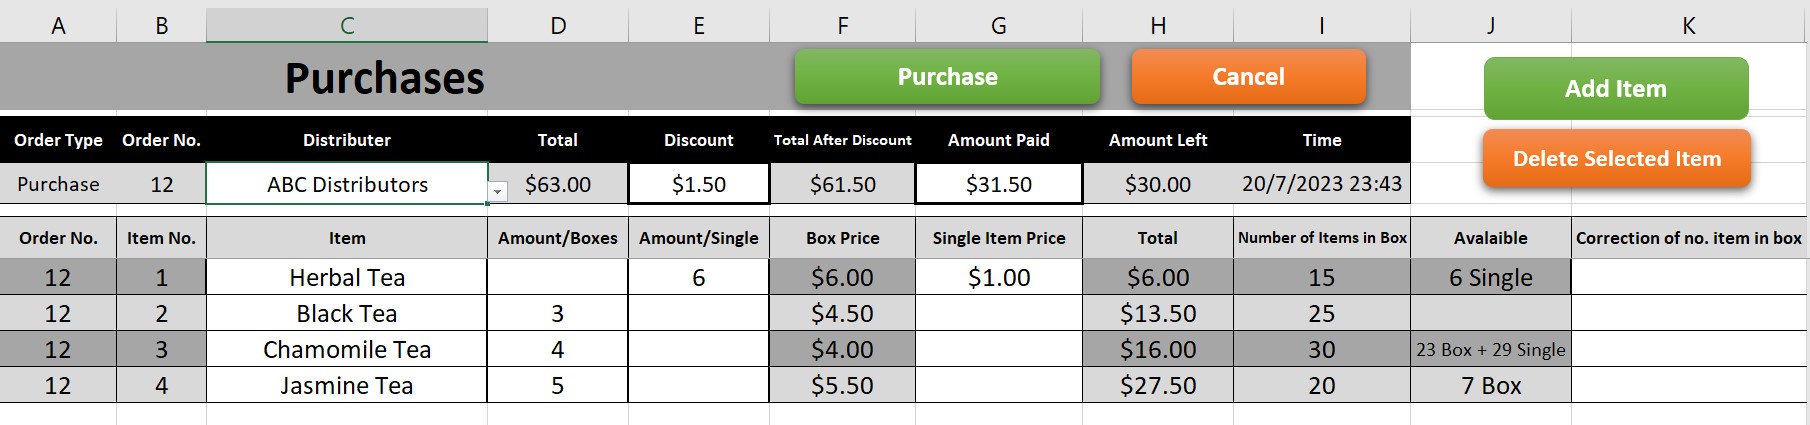 A B C D E F G H I J K
Purchases Purchase Cancel Add Item
Order Type Order No. Distributer Total Discount Total After Discount Amount Paid Amount Left Time
Delete Selected Item
Purchase 12 ABC Distributors $63.00 $1.50 $61.50 $31.50 $30.00 20/7/2023 23:43
Order No. Item No. Item Amount/Boxes Amount/Single Box Price Single Item Price Total Number of Items in Box Avalaible Correction of no. item in box
12 1 Herbal Tea 6 $6.00 $1.00 $6.00 15 6 Single
12 2 Black Tea 3 $4.50 $13.50 25
12 3 Chamomile Tea 4 $4.00 $16.00 30 23 Box + 29 Single
12 4 Jasmine Tea 5 $5.50 $27.50 20 7 Box